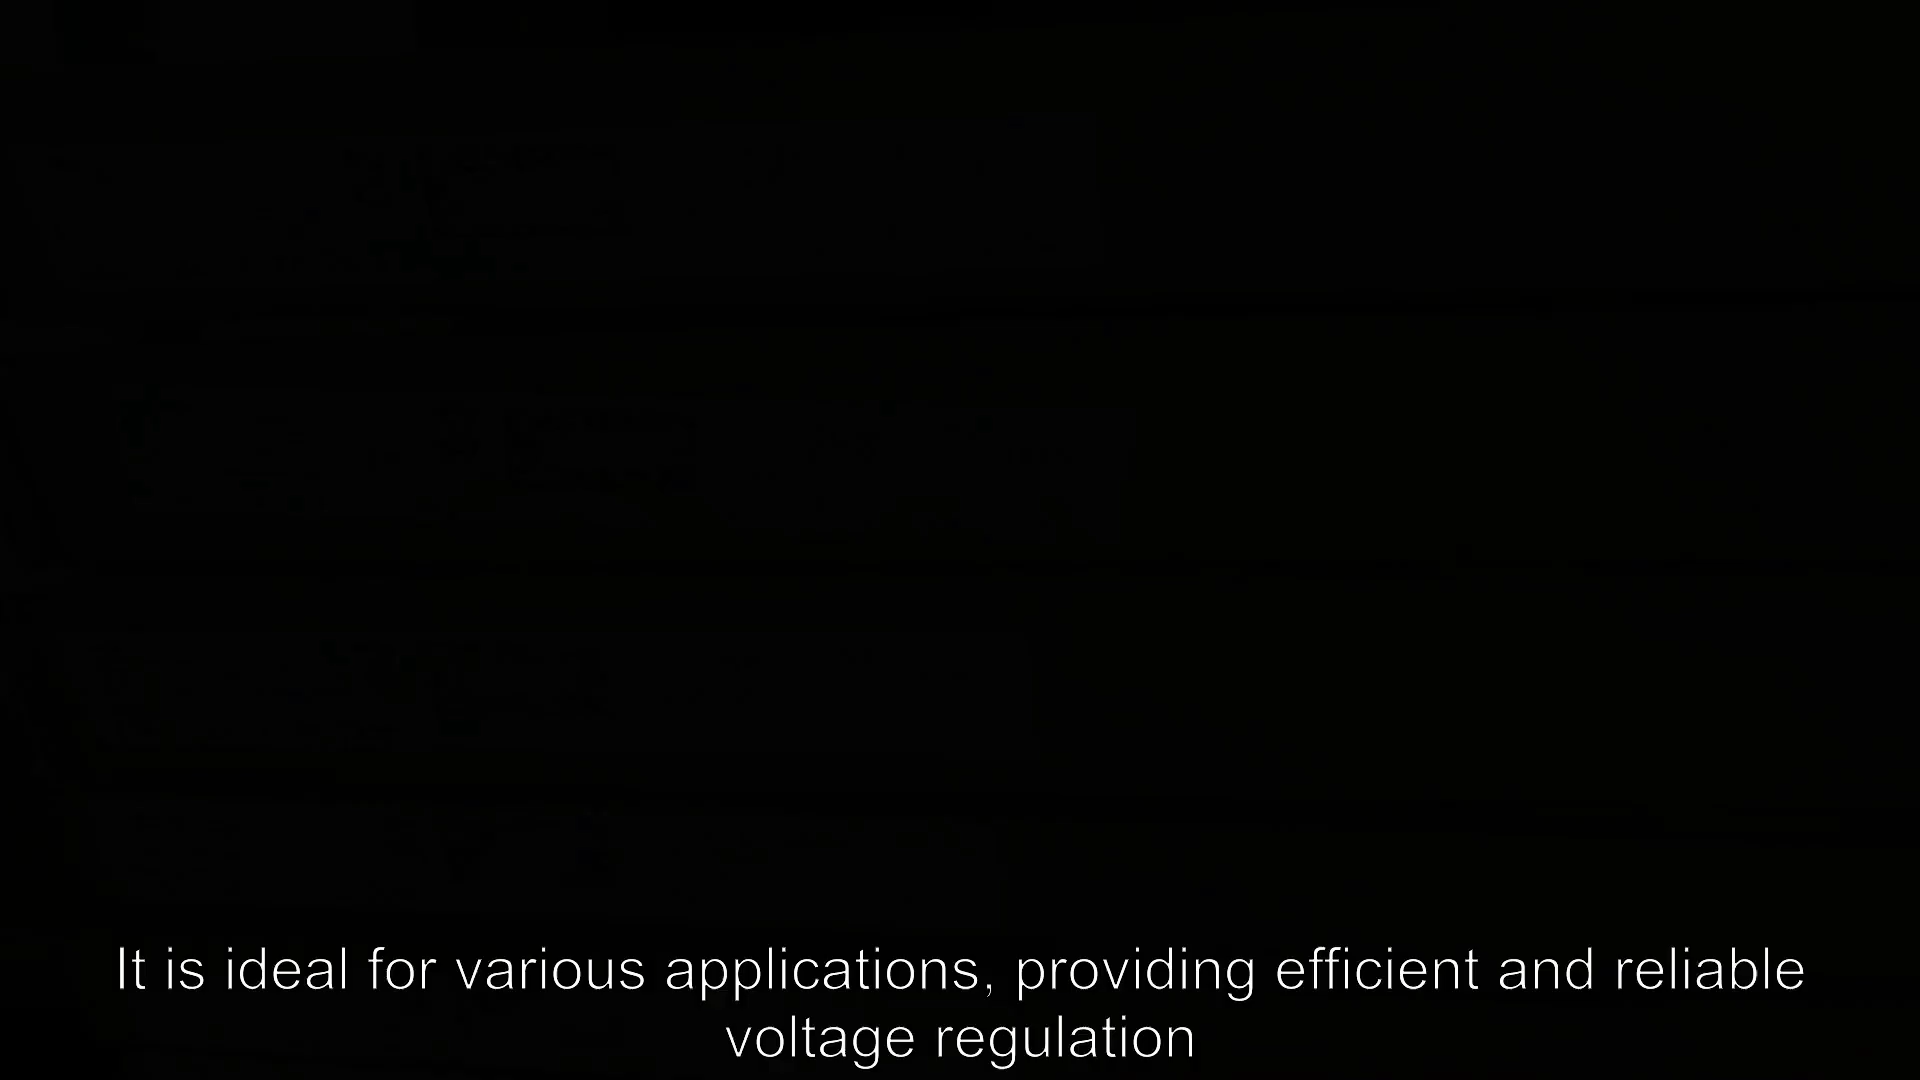 It is ideal for various applications, providing efficient and reliable
voltage regulation